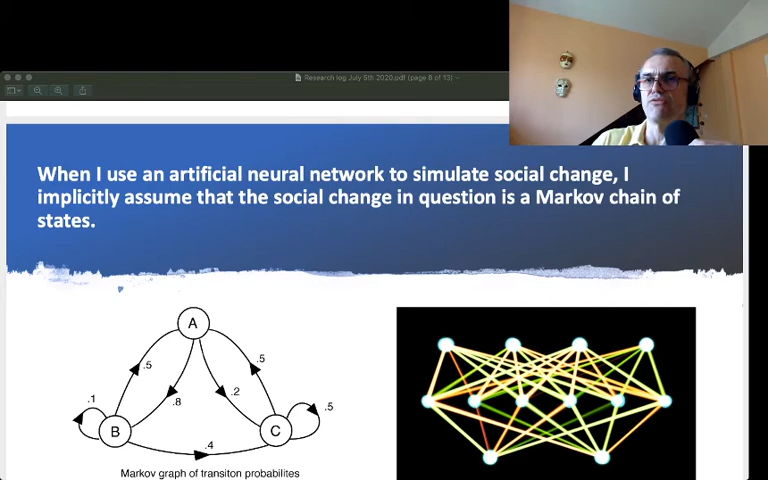 Research log July 5th 2020.pdf (page 8 of 13)
When I use an artificial neural network to simulate social change, I
implicitly assume that the social change in question is a Markov chain of
states.
A
.5
.5
.8
.2
.1
.5
B
C
.4
Markov graph of transiton probabilites